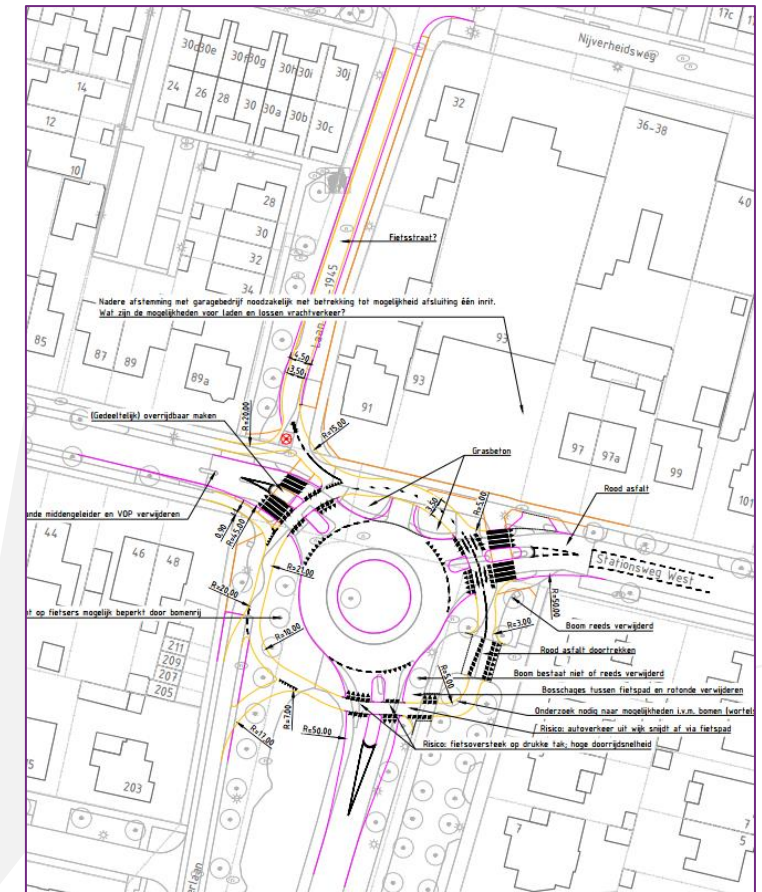 17c
17
Nijverheidsweg
30d
30e
30f
30g
30h
30i
30j
14
24
26
28
30
30a
30b
30c
32
36-38
12
10
40
28
30
32
34
Fietsstraat?
-1945
Laan
Nadere afstemming met garagebedrijf noodzakelijk met betrekking tot mogelijkheid afsluiting één inrit.
Wat zijn de mogelijkheden voor laden en lossen vrachtverkeer?
85
87
89
89a
93
93
91
4,50
3,50
(Gedeeltelijk) overrijdbaar maken
R=20,00
R=15,00
97
97a
99
101
Grasbeton
Rood asfalt
3,50
R=5,00
nde middengeleider en VOP verwijderen
0,90
R=45,00
44
46
48
Stationsweg West
R=21,00
R=20,00
R=50,00
R=3,00
t op fietsers mogelijk beperkt door bomenrij
Boom reeds verwijderd
R=10,00
211
209
207
205
Rood asfalt doortrekken
Boom bestaat niet of reeds verwijderd
R=5,00
Bosschages tussen fietspad en rotonde verwijderen
R=7,00
Onderzoek nodig naar mogelijkheden i.v.m. bomen (wortels
R=50,00
Risico: autoverkeer uit wijk snijdt af via fietspad
R=17,00
Risico: fietsoversteek op drukke tak; hoge doorrijdsnelheid
203
7
7
5
erlaan